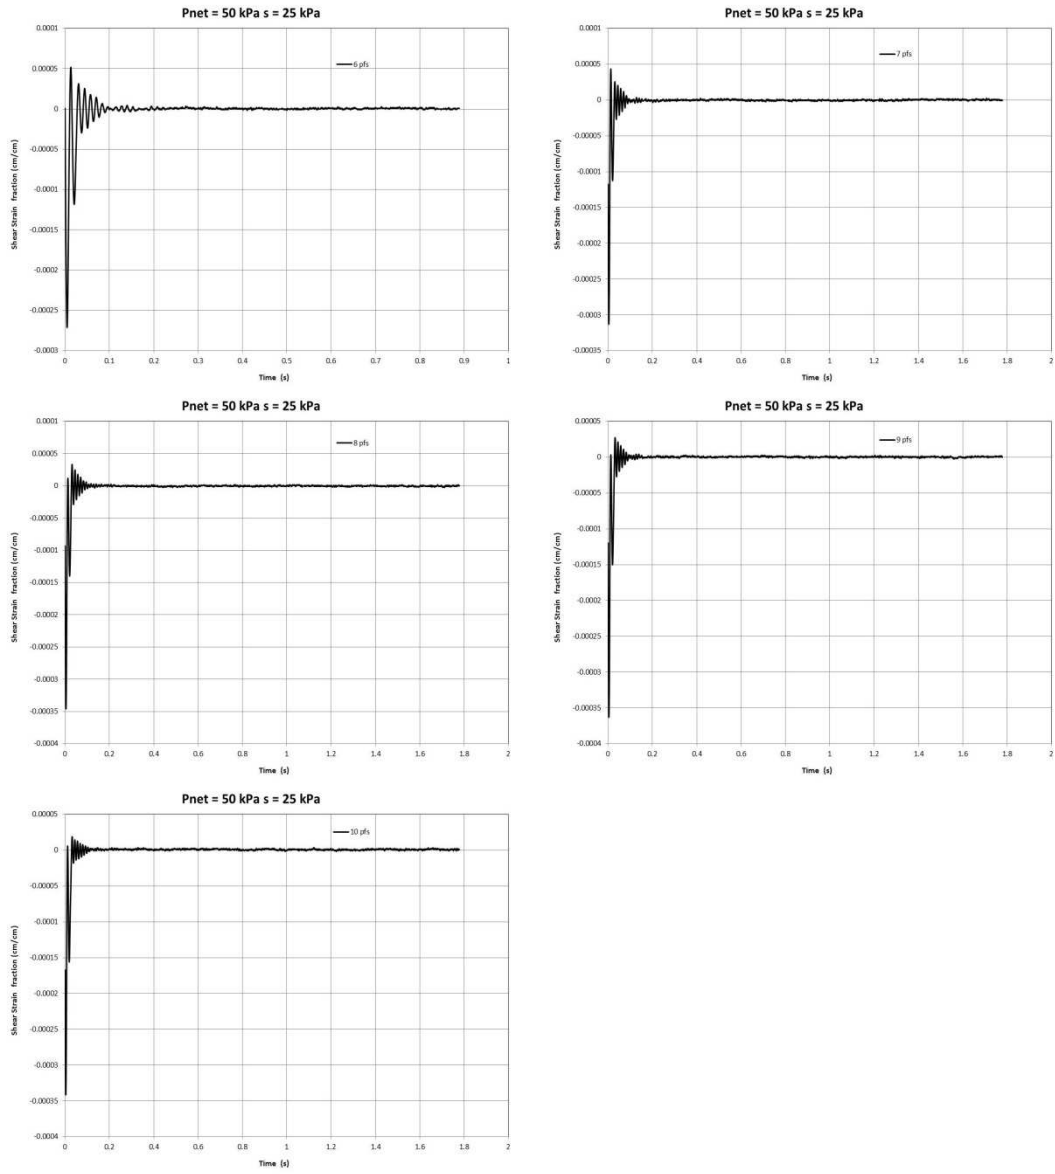 Pnet = 50 kPa s = 25 kPa
6 pfs
0.0001
0.00005
0
-0.00005
-0.0001
-0.00015
-0.0002
-0.00025
-0.0003
Shear Strain fraction (cm/cm)
0 0.1 0.2 0.3 0.4 0.5 0.6 0.7 0.8 0.9 1
Time (s)
Pnet = 50 kPa s = 25 kPa
7 pfs
0.0001
0.00005
0
-0.00005
-0.0001
-0.00015
-0.0002
-0.00025
-0.0003
-0.00035
Shear Strain fraction (cm/cm)
0 0.2 0.4 0.6 0.8 1 1.2 1.4 1.6 1.8 2
Time (s)
Pnet = 50 kPa s = 25 kPa
8 pfs
0.0001
0.00005
0
-0.00005
-0.0001
-0.00015
-0.0002
-0.00025
-0.0003
-0.00035
-0.0004
Shear Strain fraction (cm/cm)
0 0.2 0.4 0.6 0.8 1 1.2 1.4 1.6 1.8 2
Time (s)
Pnet = 50 kPa s = 25 kPa
9 pfs
0.00005
0
-0.00005
-0.0001
-0.00015
-0.0002
-0.00025
-0.0003
-0.00035
-0.0004
Shear Strain fraction (cm/cm)
0 0.2 0.4 0.6 0.8 1 1.2 1.4 1.6 1.8 2
Time (s)
Pnet = 50 kPa s = 25 kPa
10 pfs
0.00005
0
-0.00005
-0.0001
-0.00015
-0.0002
-0.00025
-0.0003
-0.00035
-0.0004
Shear Strain fraction (cm/cm)
0 0.2 0.4 0.6 0.8 1 1.2 1.4 1.6 1.8 2
Time (s)